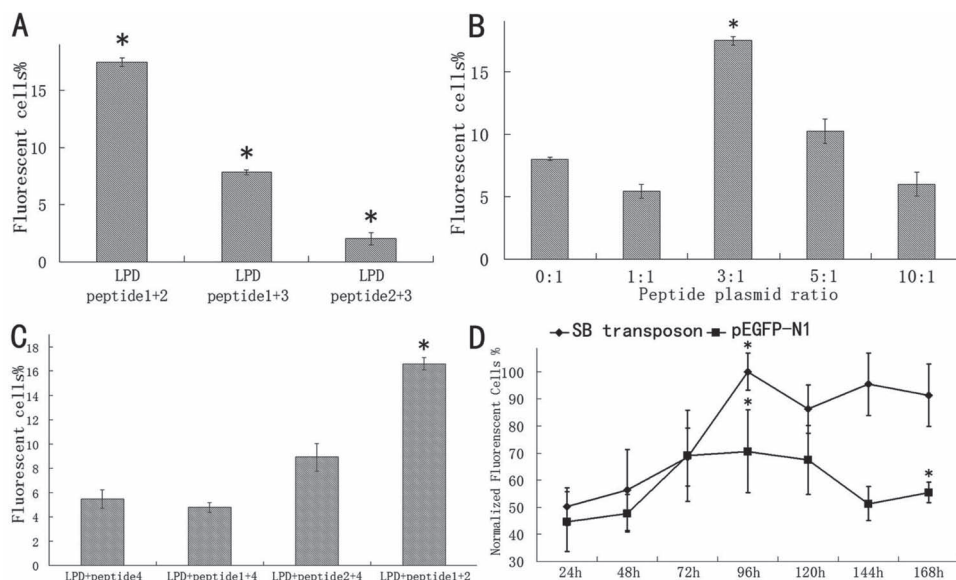 A
Fluorescent cells%
*
*
*
15
10
5
0
LPD peptide1+2
LPD peptide1+3
LPD peptide2+3
B
Fluorescent cells%
*
15
10
5
0
0:1 1:1 3:1 5:1 10:1
Peptide plasmid ratio
C
Fluorescent cells%
*
18
16
14
12
10
8
6
4
2
0
LPD+peptide4 LPD+peptide1+4 LPD+peptide2+4 LPD+peptide1+2
SB transposon pEGFP-N1
D
Normalized Fluorenscent Cells %
*
*
*
100
90
80
70
60
50
40
30
24h 48h 72h 96h 120h 144h 168h